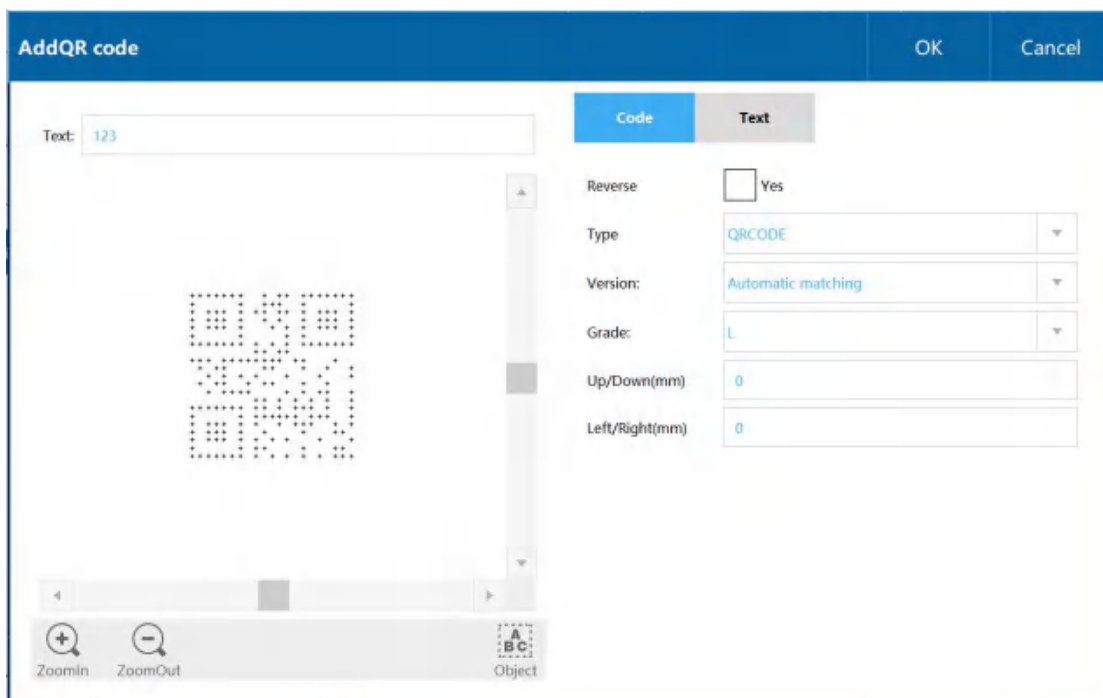 AddQR code OK Cancel
Text: 123
Code Text
Reverse Yes
Type QRCODE
Version: Automatic matching
Grade: L
Up/Down(mm) 0
Left/Right(mm) 0
ZoomIn ZoomOut
A
BC
Object